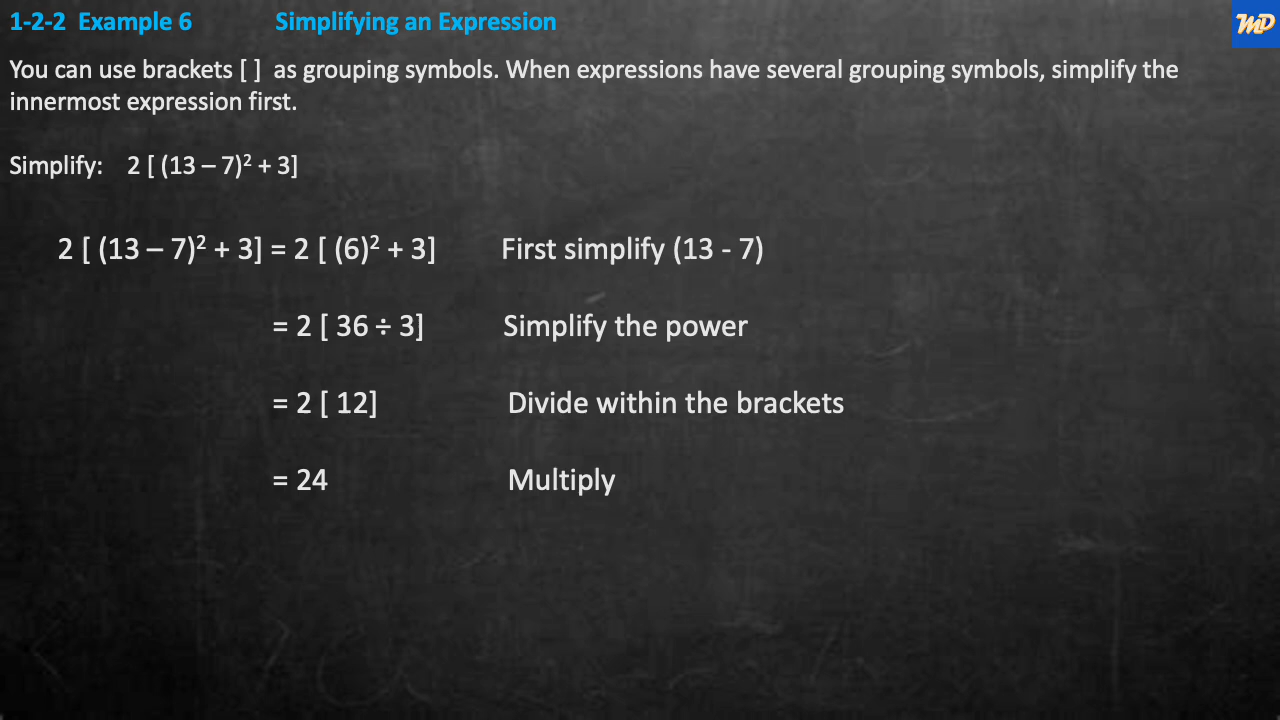 1-2-2 Example 6 Simplifying an Expression
MD
You can use brackets [ ] as grouping symbols. When expressions have several grouping symbols, simplify the
innermost expression first.
Simplify: 2 [ (13 – 7)² + 3]
2 [ (13 – 7)² + 3] = 2 [ (6)² + 3] First simplify (13 - 7)
= 2 [ 36 ÷ 3] Simplify the power
= 2 [ 12] Divide within the brackets
= 24 Multiply